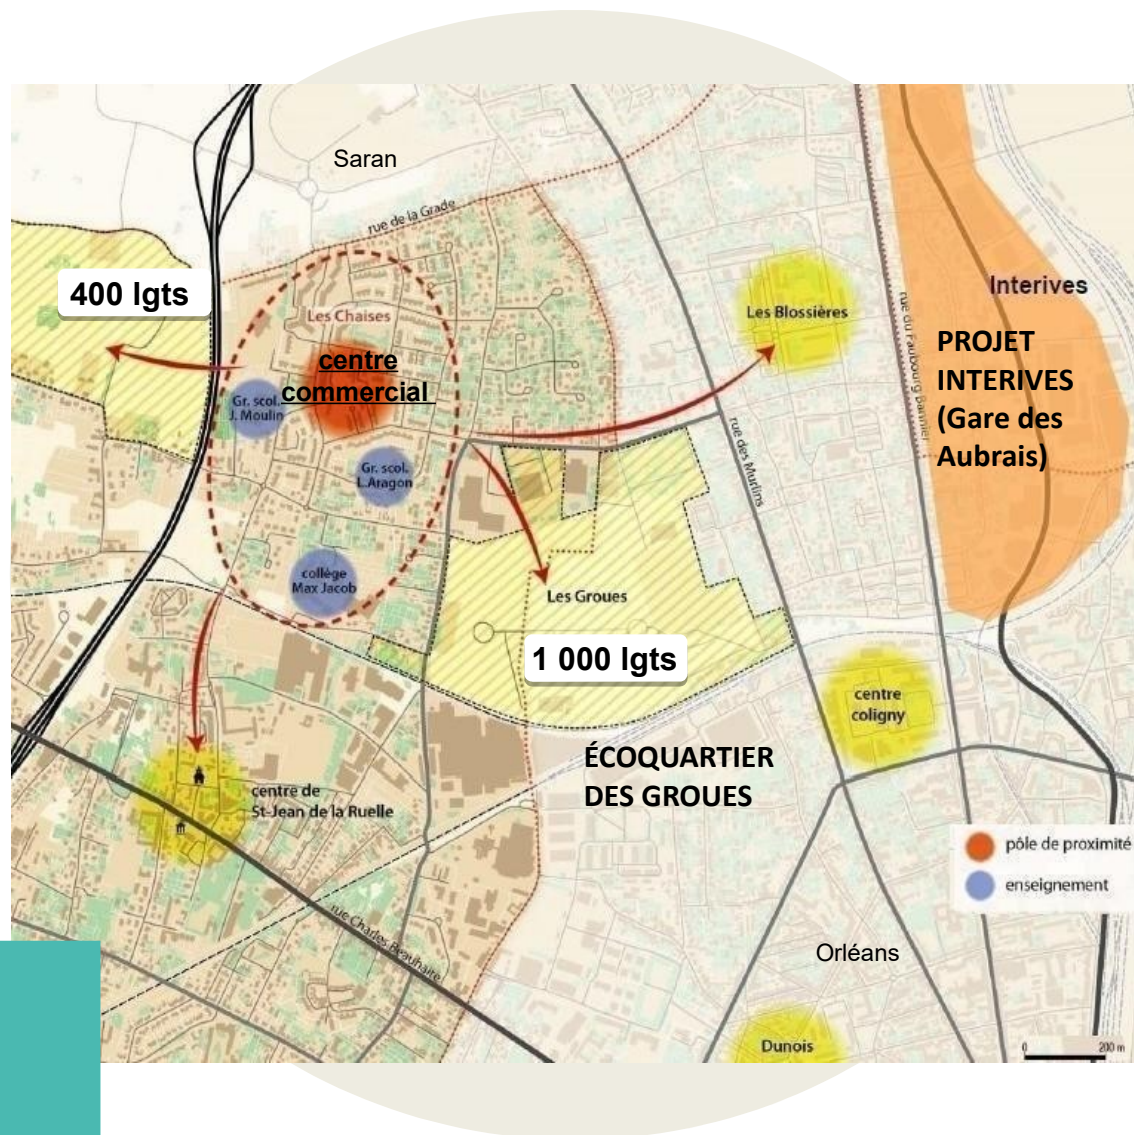 Saran
rue de la Grade
400 lgts
Les Chaises
centre
commercial
Gr. scol.
J. Moulin
Gr. scol.
L.Aragon
collège
Max Jacob
Les Blossières
Interives
PROJET
INTERIVES
(Gare des
Aubrais)
rue du Faubourg Bannier
rue des Murlins
Les Groues
1 000 lgts
centre
coligny
ÉCOQUARTIER
DES GROUES
centre de
St-Jean de la Ruelle
rue Charles Beauhaire
pôle de proximité
enseignement
Orléans
Dunois
0 200 m